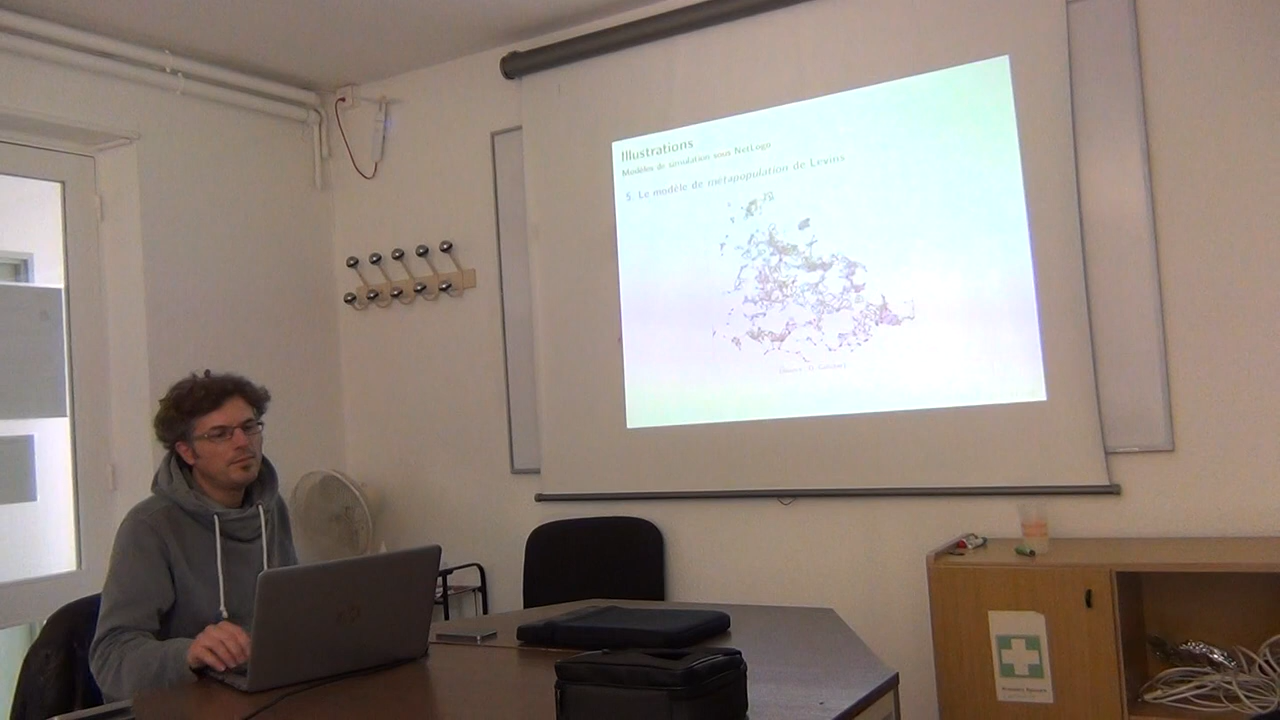 Illustrations
Modèles de simulation sous NetLogo
5. Le modèle de métapopulation de Levins